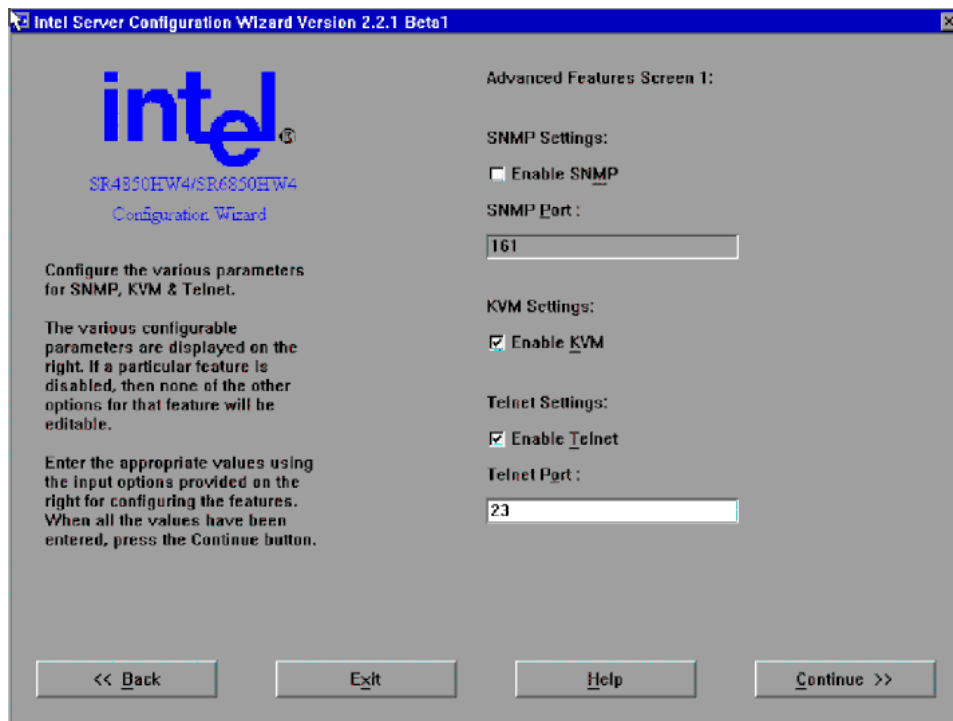 Intel Server Configuration Wizard Version 2.2.1 Beta1
intel®
SR4850HW4/SR6850HW4
Configuration Wizard
Configure the various parameters
for SNMP, KVM & Telnet.
The various configurable
parameters are displayed on the
right. If a particular feature is
disabled, then none of the other
options for that feature will be
editable.
Enter the appropriate values using
the input options provided on the
right for configuring the features.
When all the values have been
entered, press the Continue button.
Advanced Features Screen 1:
SNMP Settings:
Enable SNMP
SNMP Port :
161
KVM Settings:
Enable KVM
Telnet Settings:
Enable Telnet
Telnet Port :
23
<< Back
Exit
Help
Continue >>